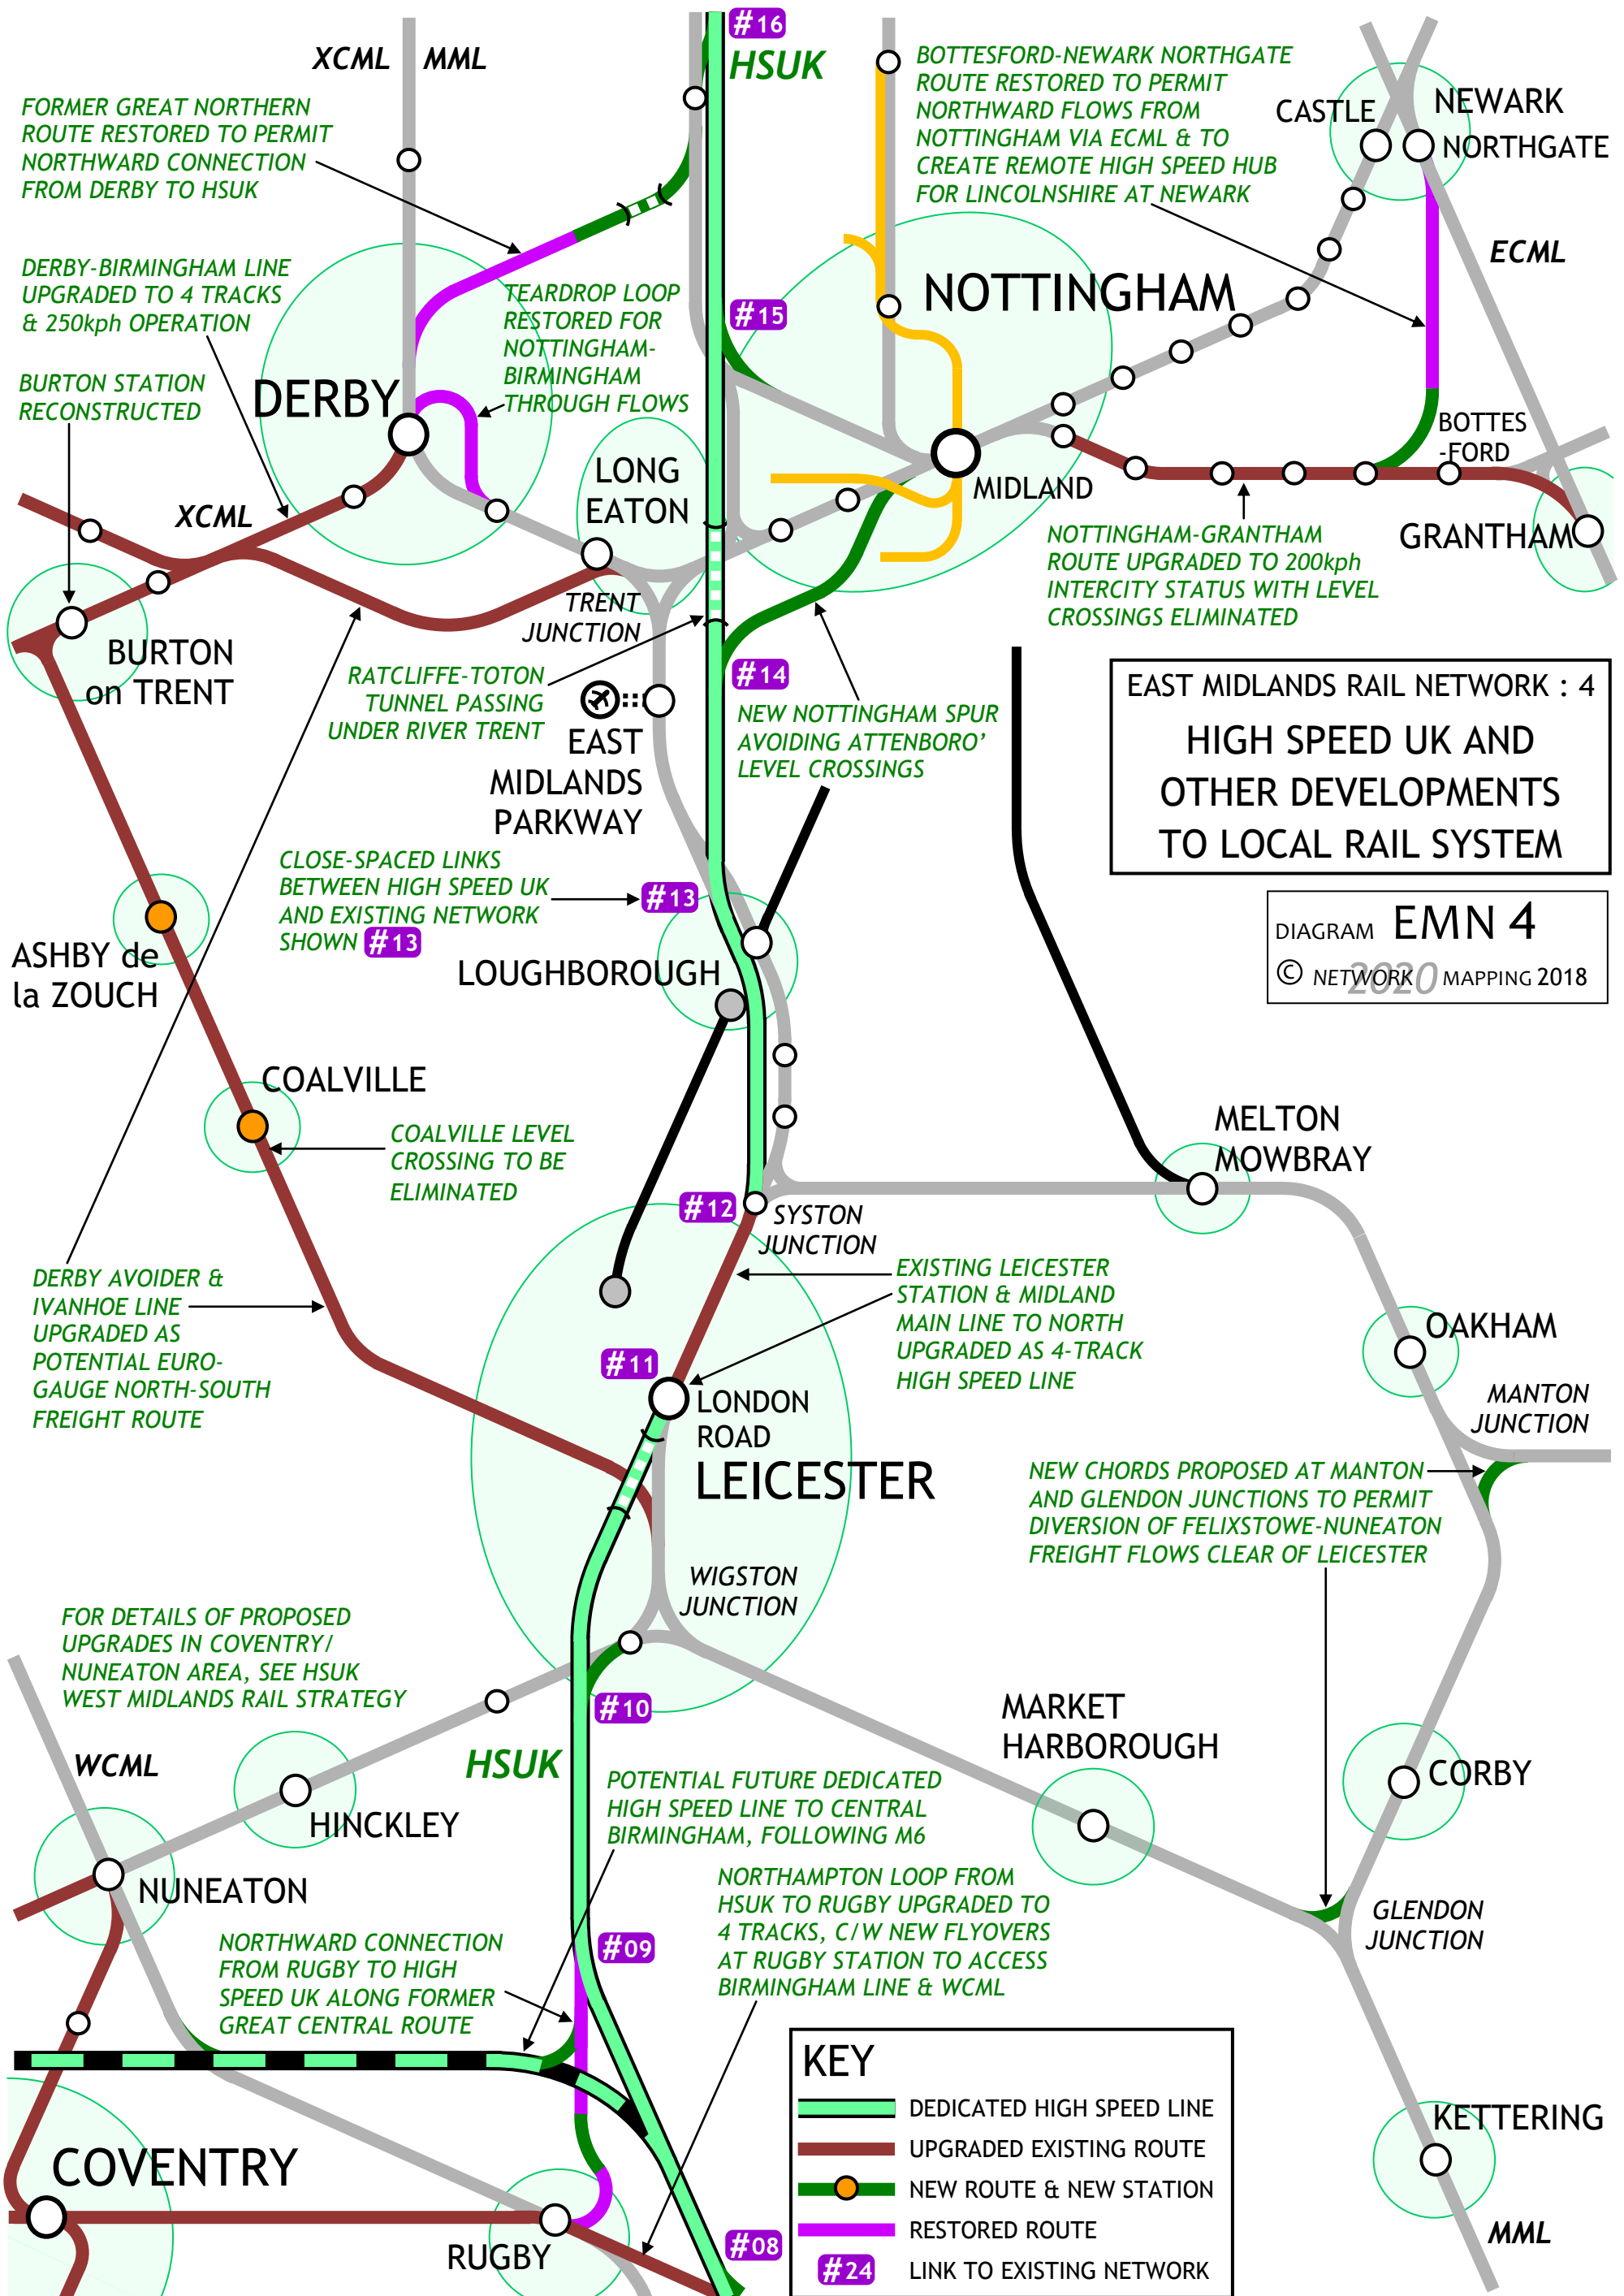 #16
XCML
MML
HSUK
FORMER GREAT NORTHERN
ROUTE RESTORED TO PERMIT
NORTHWARD CONNECTION
FROM DERBY TO HSUK
BOTTESFORD-NEWARK NORTHGATE
ROUTE RESTORED TO PERMIT
NORTHWARD FLOWS FROM
NOTTINGHAM VIA ECML & TO
CREATE REMOTE HIGH SPEED HUB
FOR LINCOLNSHIRE AT NEWARK
CASTLE
NEWARK
NORTHGATE
ECML
DERBY-BIRMINGHAM LINE
UPGRADED TO 4 TRACKS
& 250kph OPERATION
TEARDROP LOOP
RESTORED FOR
NOTTINGHAM-
BIRMINGHAM
THROUGH FLOWS
#15
NOTTINGHAM
BURTON STATION
RECONSTRUCTED
DERBY
LONG
EATON
MIDLAND
BOTTES
-FORD
GRANTHAM
XCML
NOTTINGHAM-GRANTHAM
ROUTE UPGRADED TO 200kph
INTERCITY STATUS WITH LEVEL
CROSSINGS ELIMINATED
TRENT
JUNCTION
BURTON
on TRENT
RATCLIFFE-TOTON
TUNNEL PASSING
UNDER RIVER TRENT
#14
EAST
MIDLANDS
PARKWAY
NEW NOTTINGHAM SPUR
AVOIDING ATTENBORO'
LEVEL CROSSINGS
EAST MIDLANDS RAIL NETWORK : 4
HIGH SPEED UK AND
OTHER DEVELOPMENTS
TO LOCAL RAIL SYSTEM
DIAGRAM EMN 4
© NETWORK 2020 MAPPING 2018
CLOSE-SPACED LINKS
BETWEEN HIGH SPEED UK
AND EXISTING NETWORK
SHOWN #13
#13
LOUGHBOROUGH
ASHBY de
la ZOUCH
COALVILLE
COALVILLE LEVEL
CROSSING TO BE
ELIMINATED
MELTON
MOWBRAY
#12
SYSTON
JUNCTION
DERBY AVOIDER &
IVANHOE LINE
UPGRADED AS
POTENTIAL EURO-
GAUGE NORTH-SOUTH
FREIGHT ROUTE
EXISTING LEICESTER
STATION & MIDLAND
MAIN LINE TO NORTH
UPGRADED AS 4-TRACK
HIGH SPEED LINE
#11
LONDON
ROAD
LEICESTER
OAKHAM
MANTON
JUNCTION
NEW CHORDS PROPOSED AT MANTON
AND GLENDON JUNCTIONS TO PERMIT
DIVERSION OF FELIXSTOWE-NUNEATON
FREIGHT FLOWS CLEAR OF LEICESTER
WIGSTON
JUNCTION
FOR DETAILS OF PROPOSED
UPGRADES IN COVENTRY/
NUNEATON AREA, SEE HSUK
WEST MIDLANDS RAIL STRATEGY
#10
MARKET
HARBOROUGH
WCML
HSUK
HINCKLEY
CORBY
POTENTIAL FUTURE DEDICATED
HIGH SPEED LINE TO CENTRAL
BIRMINGHAM, FOLLOWING M6
NUNEATON
NORTHAMPTON LOOP FROM
HSUK TO RUGBY UPGRADED TO
4 TRACKS, C/W NEW FLYOVERS
AT RUGBY STATION TO ACCESS
BIRMINGHAM LINE & WCML
GLENDON
JUNCTION
NORTHWARD CONNECTION
FROM RUGBY TO HIGH
SPEED UK ALONG FORMER
GREAT CENTRAL ROUTE
#09
COVENTRY
RUGBY
#08
KETTERING
MML
KEY
DEDICATED HIGH SPEED LINE
UPGRADED EXISTING ROUTE
NEW ROUTE & NEW STATION
RESTORED ROUTE
#24 LINK TO EXISTING NETWORK